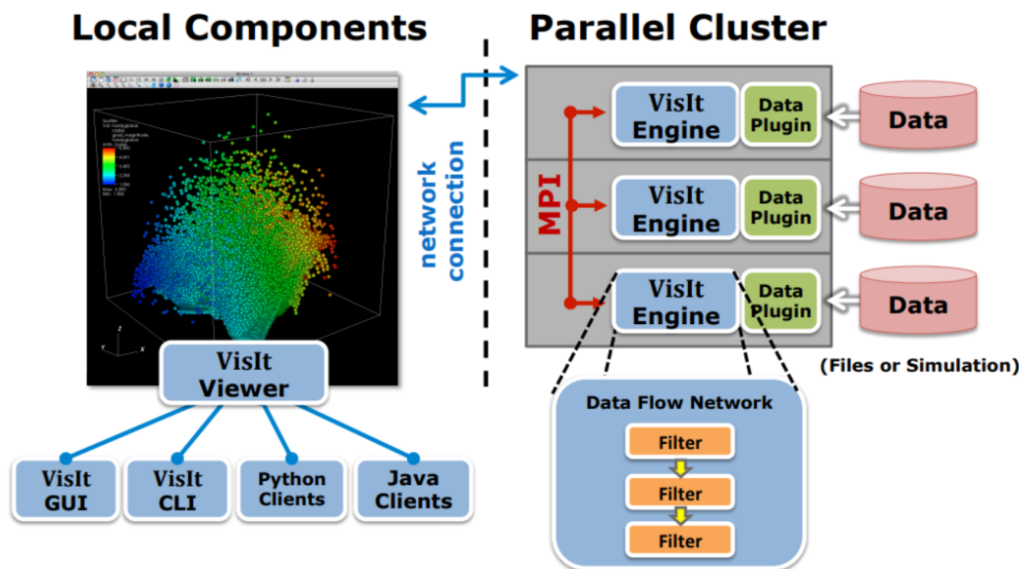 Local Components
Parallel Cluster
network
connection
VisIt
Viewer
VisIt
GUI
VisIt
CLI
Python
Clients
Java
Clients
MPI
VisIt
Engine
Data
Plugin
Data
VisIt
Engine
Data
Plugin
Data
VisIt
Engine
Data
Plugin
Data
(Files or Simulation)
Data Flow Network
Filter
Filter
Filter
Z
Y
X